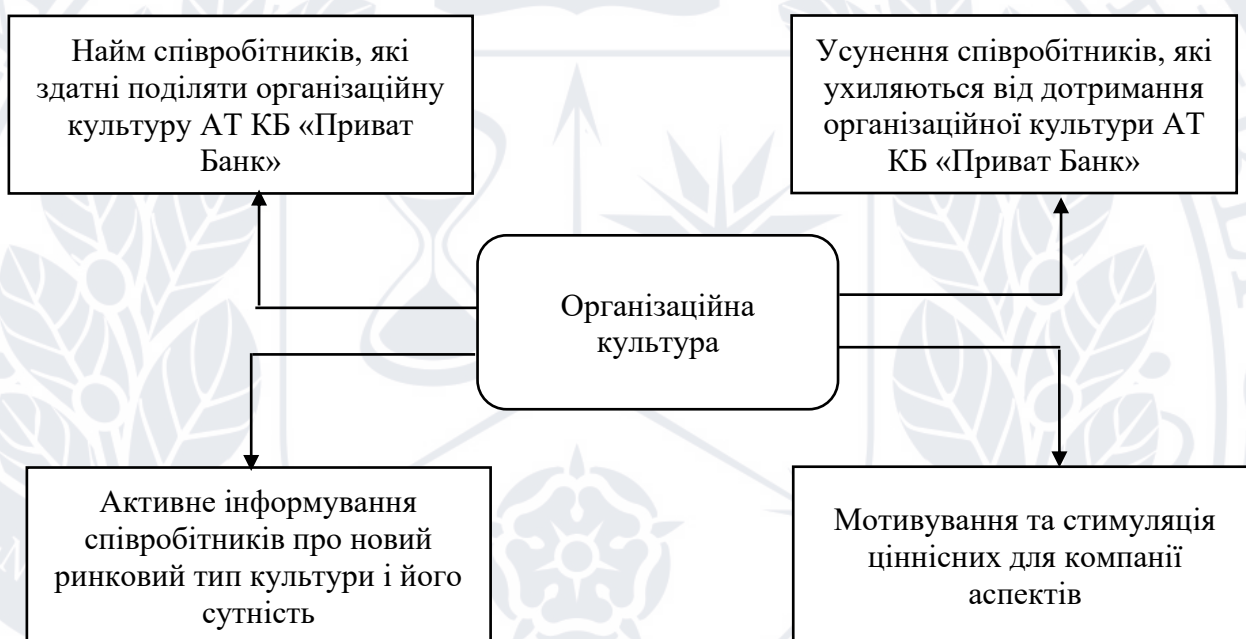 Найм співробітників, які
здатні поділяти організаційну
культуру АТ КБ «Приват
Банк»
Усунення співробітників, які
ухиляються від дотримання
організаційної культури АТ
КБ «Приват Банк»
Організаційна
культура
Активне інформування
співробітників про новий
ринковий тип культури і його
сутність
Мотивування та стимуляція
ціннісних для компанії
аспектів